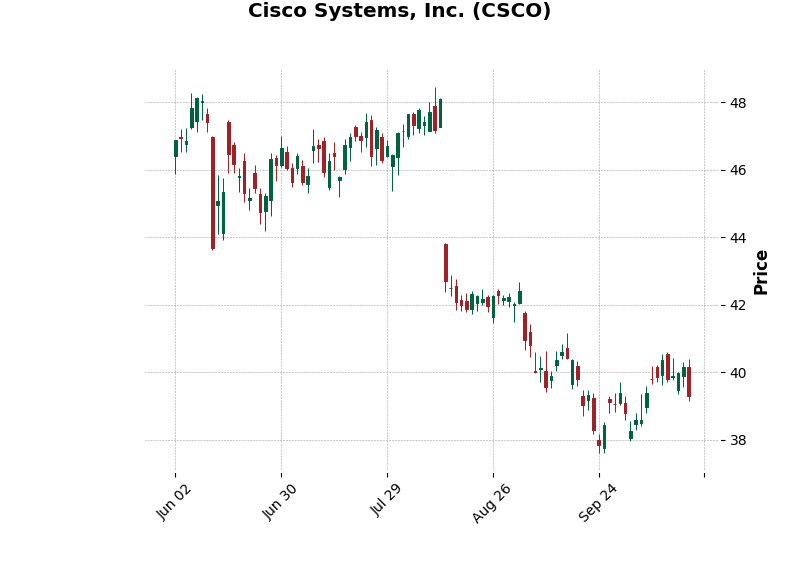 Cisco Systems, Inc. (CSCO)
48
46
44
42
40
38
Price
Jun 02
Jun 30
Jul 29
Aug 26
Sep 24